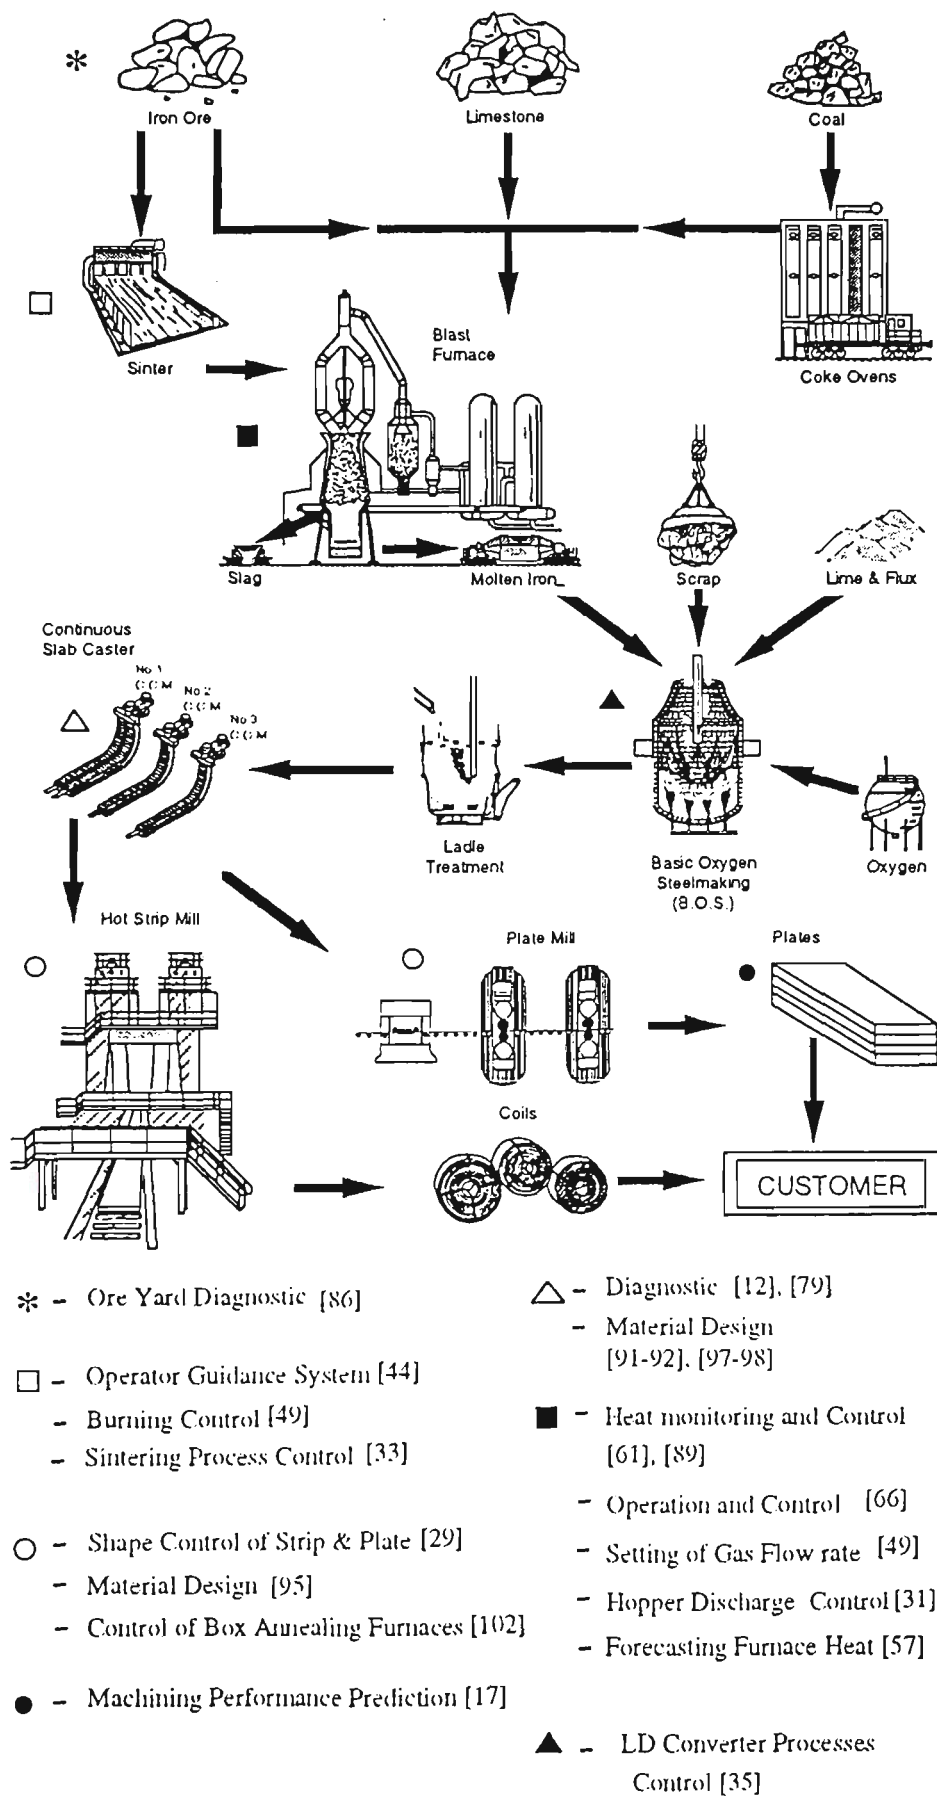 Iron Ore
Limestone
Coal
Sinter
Blast
Furnace
Coke Ovens
Slag
Molten Iron
Scrap
Lime & Flux
Continuous
Slab Caster
No 1
C C M
No 2
C C M
No 3
C C M
Ladle
Treatment
Basic Oxygen
Steelmaking
(B.O.S.)
Oxygen
Hot Strip Mill
Plate Mill
Plates
Coils
CUSTOMER
* - Ore Yard Diagnostic [86]
□ - Operator Guidance System [44]
- Burning Control [49]
- Sintering Process Control [33]
○ - Shape Control of Strip & Plate [29]
- Material Design [95]
- Control of Box Annealing Furnaces [102]
● - Machining Performance Prediction [17]
△ - Diagnostic [12], [79]
- Material Design
[91-92], [97-98]
■ - Heat monitoring and Control
[61], [89]
- Operation and Control [66]
- Setting of Gas Flow rate [49]
- Hopper Discharge Control [31]
- Forecasting Furnace Heat [57]
▲ - LD Converter Processes
Control [35]